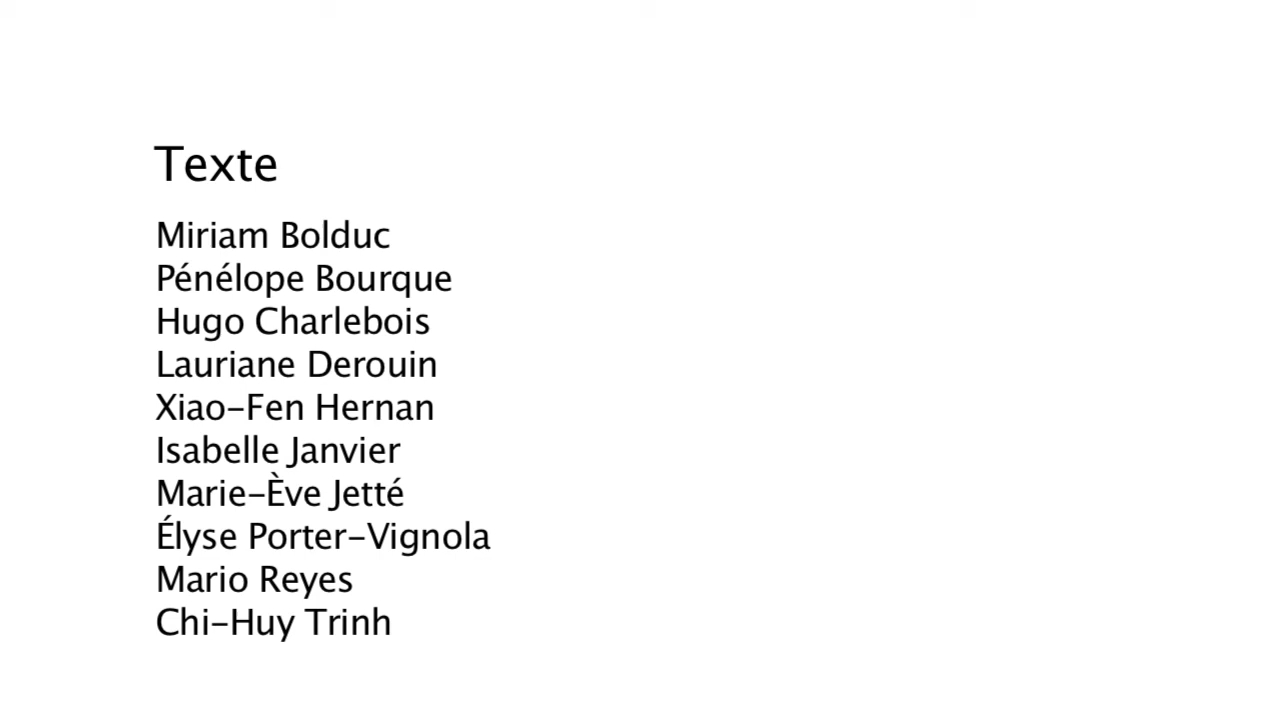 Texte
Miriam Bolduc
Pénélope Bourque
Hugo Charlebois
Lauriane Derouin
Xiao-Fen Hernan
Isabelle Janvier
Marie-Ève Jetté
Élyse Porter-Vignola
Mario Reyes
Chi-Huy Trinh